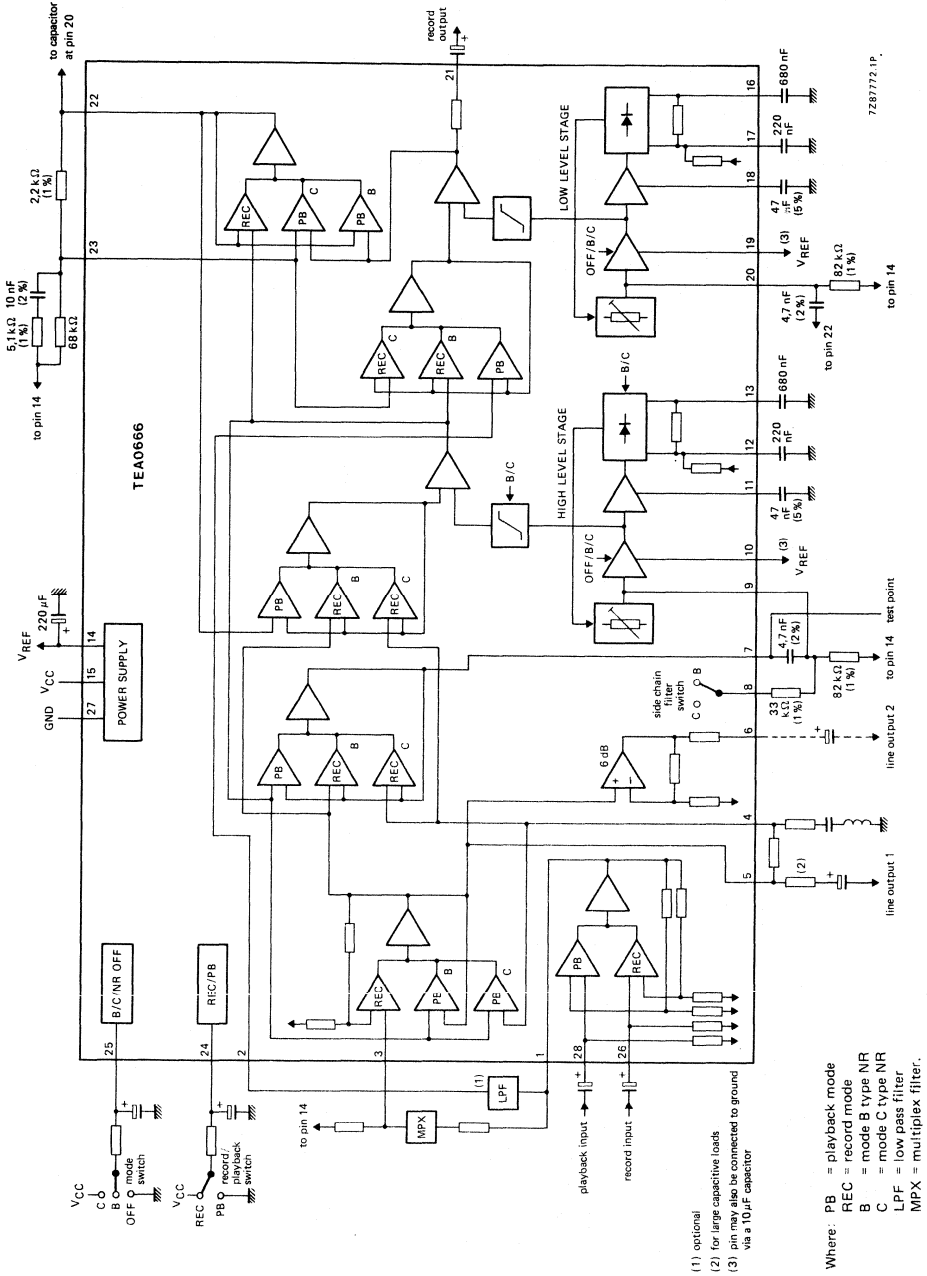 to capacitor
at pin 20
2,2 kΩ
(1%)
22
23
10 nF
(2%)
5,1 kΩ
(1%)
68 kΩ
to pin 14
TEA0666
record
output
+
21
REC
PB
C
PB
B
REC
C
REC
B
PB
LOW LEVEL STAGE
OFF/B/C
16
680 nF
17
220
nF
18
47
nF
(5%)
19
(3)
VREF
20
82 kΩ
(1%)
to pin 14
4,7 nF
(2%)
to pin 22
7Z87772.1P.
B/C
13
680 nF
12
220
nF
11
47
nF
(5%)
10
(3)
VREF
9
HIGH LEVEL STAGE
OFF/B/C
B/C
VREF
220 μF
+
14
VCC
15
GND
27
POWER SUPPLY
PB
REC
B
REC
C
PB
REC
B
REC
C
test point
7
4,7 nF
(2%)
to pin 14
82 kΩ
(1%)
8
33
kΩ
(1%)
side chain
filter
switch
C
B
6 dB
+
−
6
+
line output 2
4
5
(2)
+
line output 1
REC
PB
B
PB
C
PB
REC
B/C/NR OFF
25
REC/PB
24
2
3
1
28
26
VCC
C
B
OFF
mode
switch
+
VCC
REC
PB
record/
playback
switch
+
to pin 14
MPX
LPF
(1)
playback input
+
record input
+
(1) optional
(2) for large capacitive loads
(3) pin may also be connected to ground
via a 10 μF capacitor
Where: PB = playback mode
REC = record mode
B = mode B type NR
C = mode C type NR
LPF = low pass filter
MPX = multiplex filter.